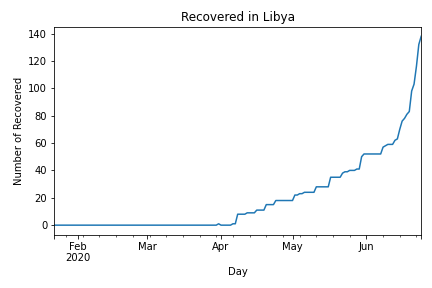 Recovered in Libya
140
120
100
80
60
40
20
0
Number of Recovered
Feb
2020
Mar
Apr
May
Jun
Day